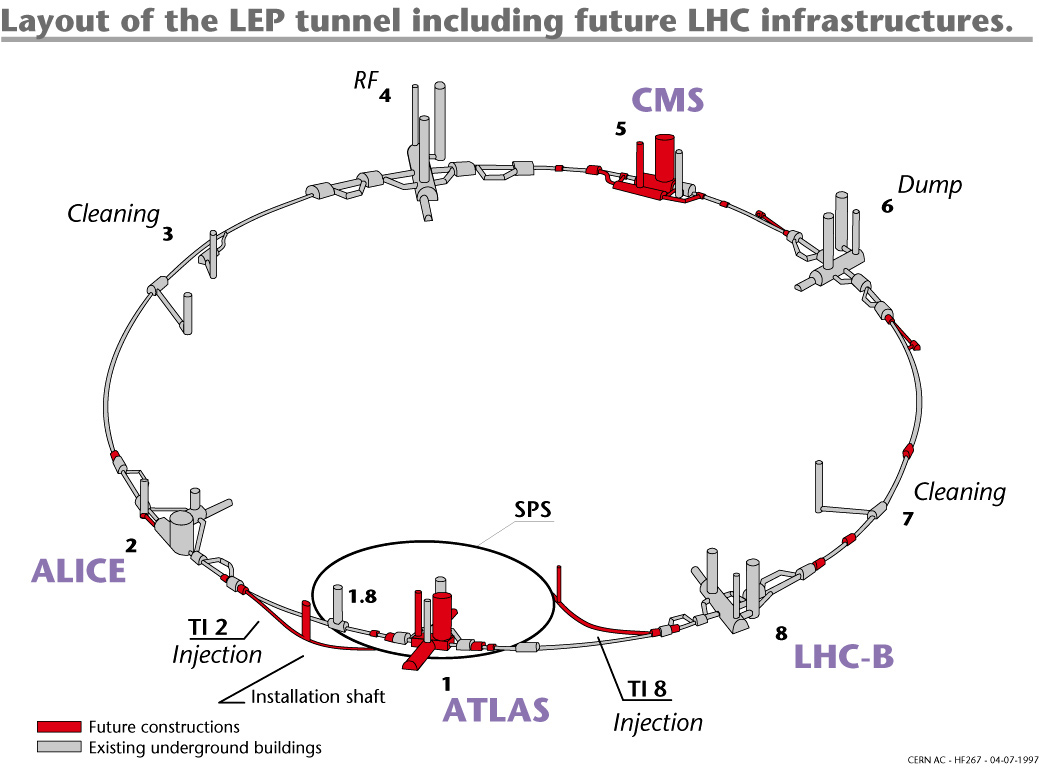 Layout of the LEP tunnel including future LHC infrastructures.
RF
4
CMS
5
Dump
6
Cleaning
3
Cleaning
7
SPS
2
ALICE
1.8
TI 2
Injection
8
LHC-B
Installation shaft
1
ATLAS
TI 8
Injection
Future constructions
Existing underground buildings
CERN AC - HF267 - 04-07-1997